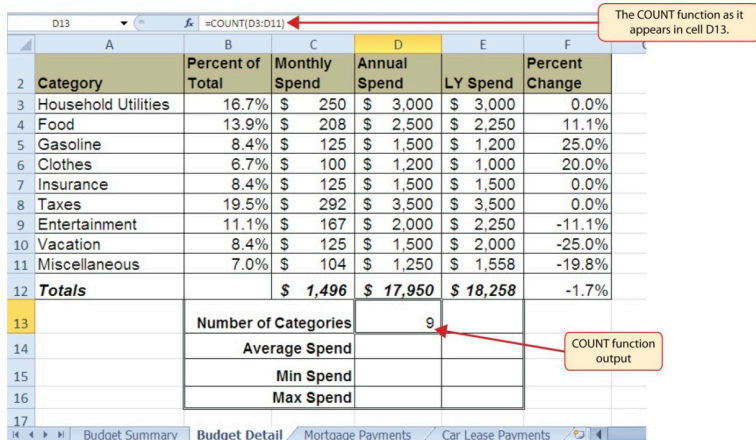 D13 fx =COUNT(D3:D11)
The COUNT function as it
appears in cell D13.
A B C D E F
Percent of Monthly Annual Percent
2 Category Total Spend Spend LY Spend Change
3 Household Utilities 16.7% $ 250 $ 3,000 $ 3,000 0.0%
4 Food 13.9% $ 208 $ 2,500 $ 2,250 11.1%
5 Gasoline 8.4% $ 125 $ 1,500 $ 1,200 25.0%
6 Clothes 6.7% $ 100 $ 1,200 $ 1,000 20.0%
7 Insurance 8.4% $ 125 $ 1,500 $ 1,500 0.0%
8 Taxes 19.5% $ 292 $ 3,500 $ 3,500 0.0%
9 Entertainment 11.1% $ 167 $ 2,000 $ 2,250 -11.1%
10 Vacation 8.4% $ 125 $ 1,500 $ 2,000 -25.0%
11 Miscellaneous 7.0% $ 104 $ 1,250 $ 1,558 -19.8%
12 Totals $ 1,496 $ 17,950 $ 18,258 -1.7%
13 Number of Categories 9
COUNT function
output
14 Average Spend
15 Min Spend
16 Max Spend
17
Budget Summary Budget Detail Mortgage Payments Car Lease Payments